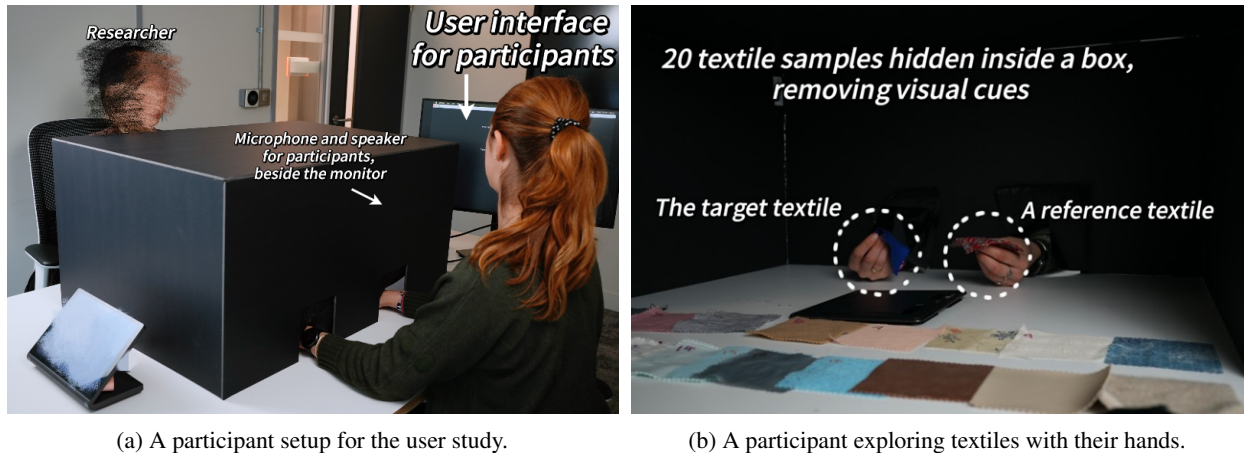 Researcher
User interface
for participants
Microphone and speaker
for participants,
beside the monitor
(a) A participant setup for the user study.
20 textile samples hidden inside a box,
removing visual cues
The target textile
A reference textile
(b) A participant exploring textiles with their hands.